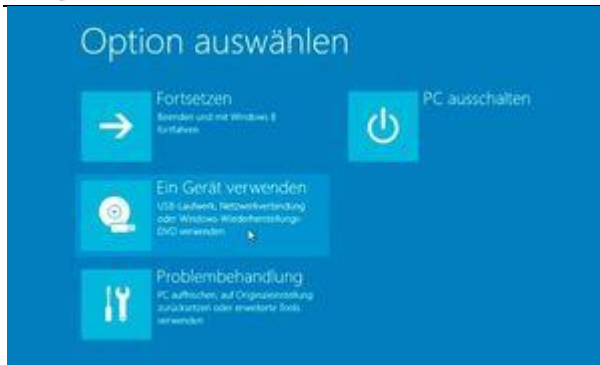 Option auswählen
Fortsetzen
Beenden und mit Windows 8
fortfahren
PC ausschalten
Ein Gerät verwenden
USB-Laufwerk, Netzwerkverbindung
oder Windows-Wiederherstellungs-
DVD verwenden
Problembehandlung
PC auffrischen, auf Originaleinstellung
zurücksetzen oder erweiterte Tools
verwenden